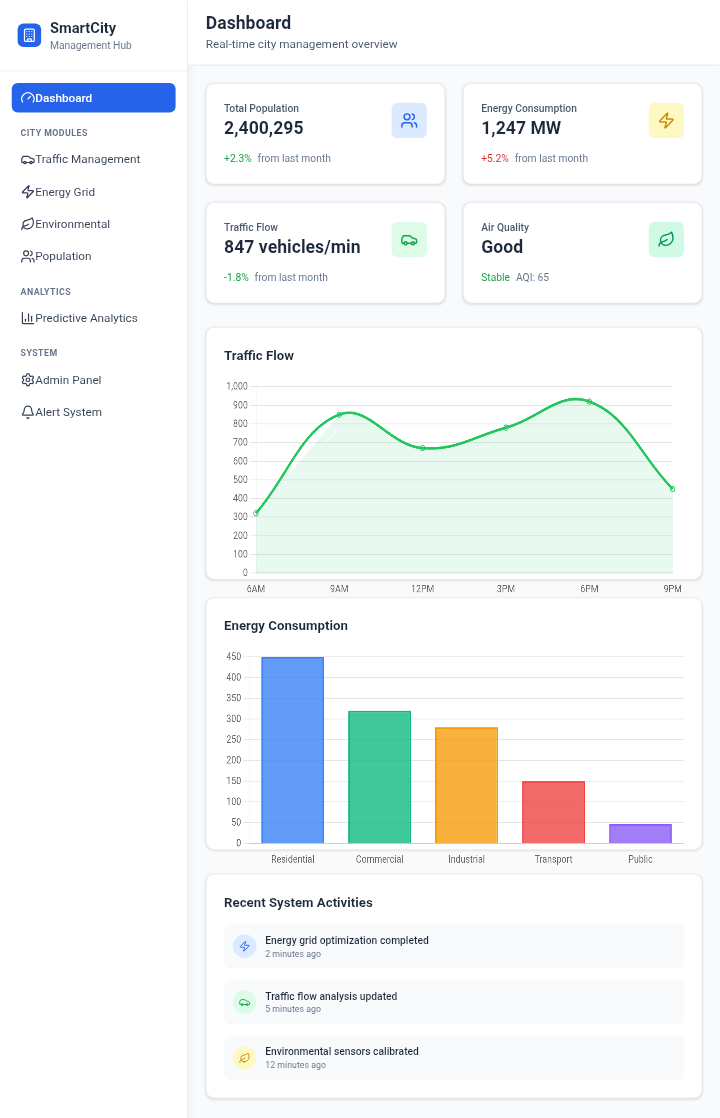 SmartCity
Management Hub
Dashboard
CITY MODULES
Traffic Management
Energy Grid
Environmental
Population
ANALYTICS
Predictive Analytics
SYSTEM
Admin Panel
Alert System
Dashboard
Real-time city management overview
Total Population
2,400,295
+2.3% from last month
Energy Consumption
1,247 MW
+5.2% from last month
Traffic Flow
847 vehicles/min
-1.8% from last month
Air Quality
Good
Stable AQI: 65
Traffic Flow
1,000
900
800
700
600
500
400
300
200
100
0
6AM 9AM 12PM 3PM 6PM 9PM
Energy Consumption
450
400
350
300
250
200
150
100
50
0
Residential Commercial Industrial Transport Public
Recent System Activities
Energy grid optimization completed
2 minutes ago
Traffic flow analysis updated
5 minutes ago
Environmental sensors calibrated
12 minutes ago